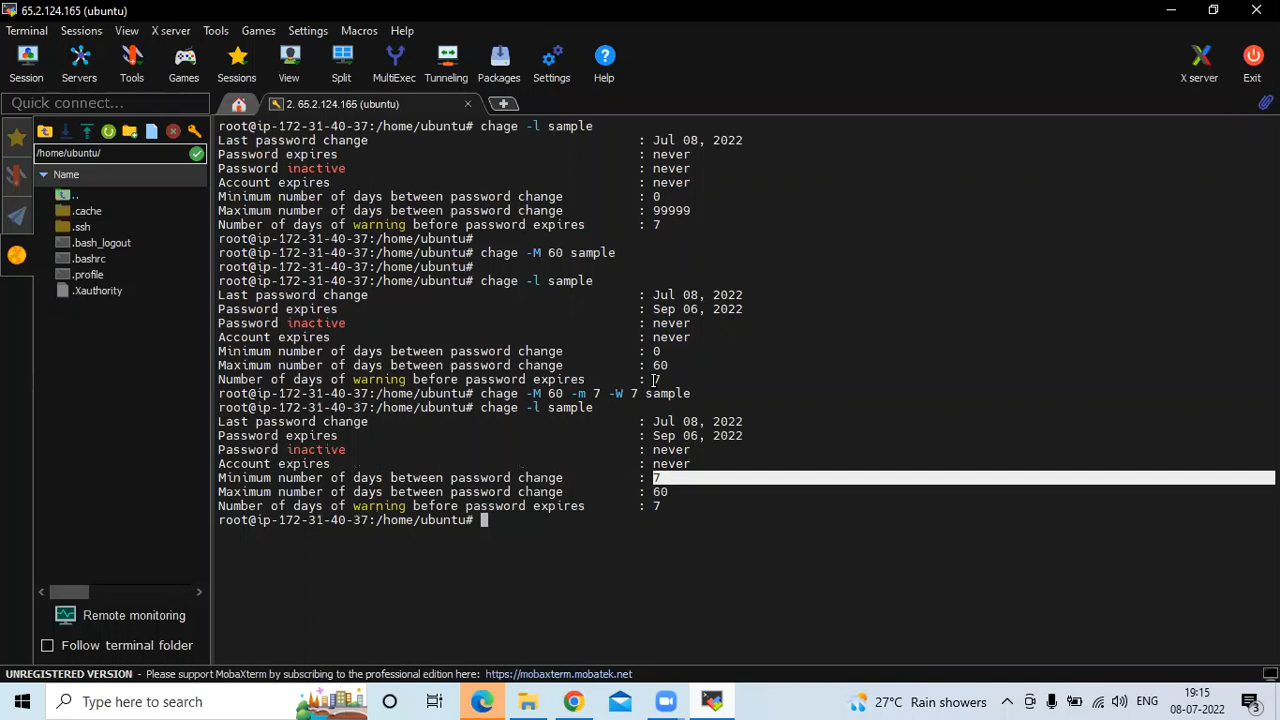 65.2.124.165 (ubuntu)
Terminal Sessions View X server Tools Games Settings Macros Help
Session Servers Tools Games Sessions View Split MultiExec Tunneling Packages Settings Help X server Exit
Quick connect...
2. 65.2.124.165 (ubuntu)
/home/ubuntu/
Name
..
.cache
.ssh
.bash_logout
.bashrc
.profile
.Xauthority
Remote monitoring
Follow terminal folder
root@ip-172-31-40-37:/home/ubuntu# chage -l sample
Last password change : Jul 08, 2022
Password expires : never
Password inactive : never
Account expires : never
Minimum number of days between password change : 0
Maximum number of days between password change : 99999
Number of days of warning before password expires : 7
root@ip-172-31-40-37:/home/ubuntu#
root@ip-172-31-40-37:/home/ubuntu# chage -M 60 sample
root@ip-172-31-40-37:/home/ubuntu#
root@ip-172-31-40-37:/home/ubuntu# chage -l sample
Last password change : Jul 08, 2022
Password expires : Sep 06, 2022
Password inactive : never
Account expires : never
Minimum number of days between password change : 0
Maximum number of days between password change : 60
Number of days of warning before password expires : 7
root@ip-172-31-40-37:/home/ubuntu# chage -M 60 -m 7 -W 7 sample
root@ip-172-31-40-37:/home/ubuntu# chage -l sample
Last password change : Jul 08, 2022
Password expires : Sep 06, 2022
Password inactive : never
Account expires : never
Minimum number of days between password change : 7
Maximum number of days between password change : 60
Number of days of warning before password expires : 7
root@ip-172-31-40-37:/home/ubuntu#
UNREGISTERED VERSION - Please support MobaXterm by subscribing to the professional edition here: https://mobaxterm.mobatek.net
Type here to search
27°C Rain showers
ENG
19:15
08-07-2022
3